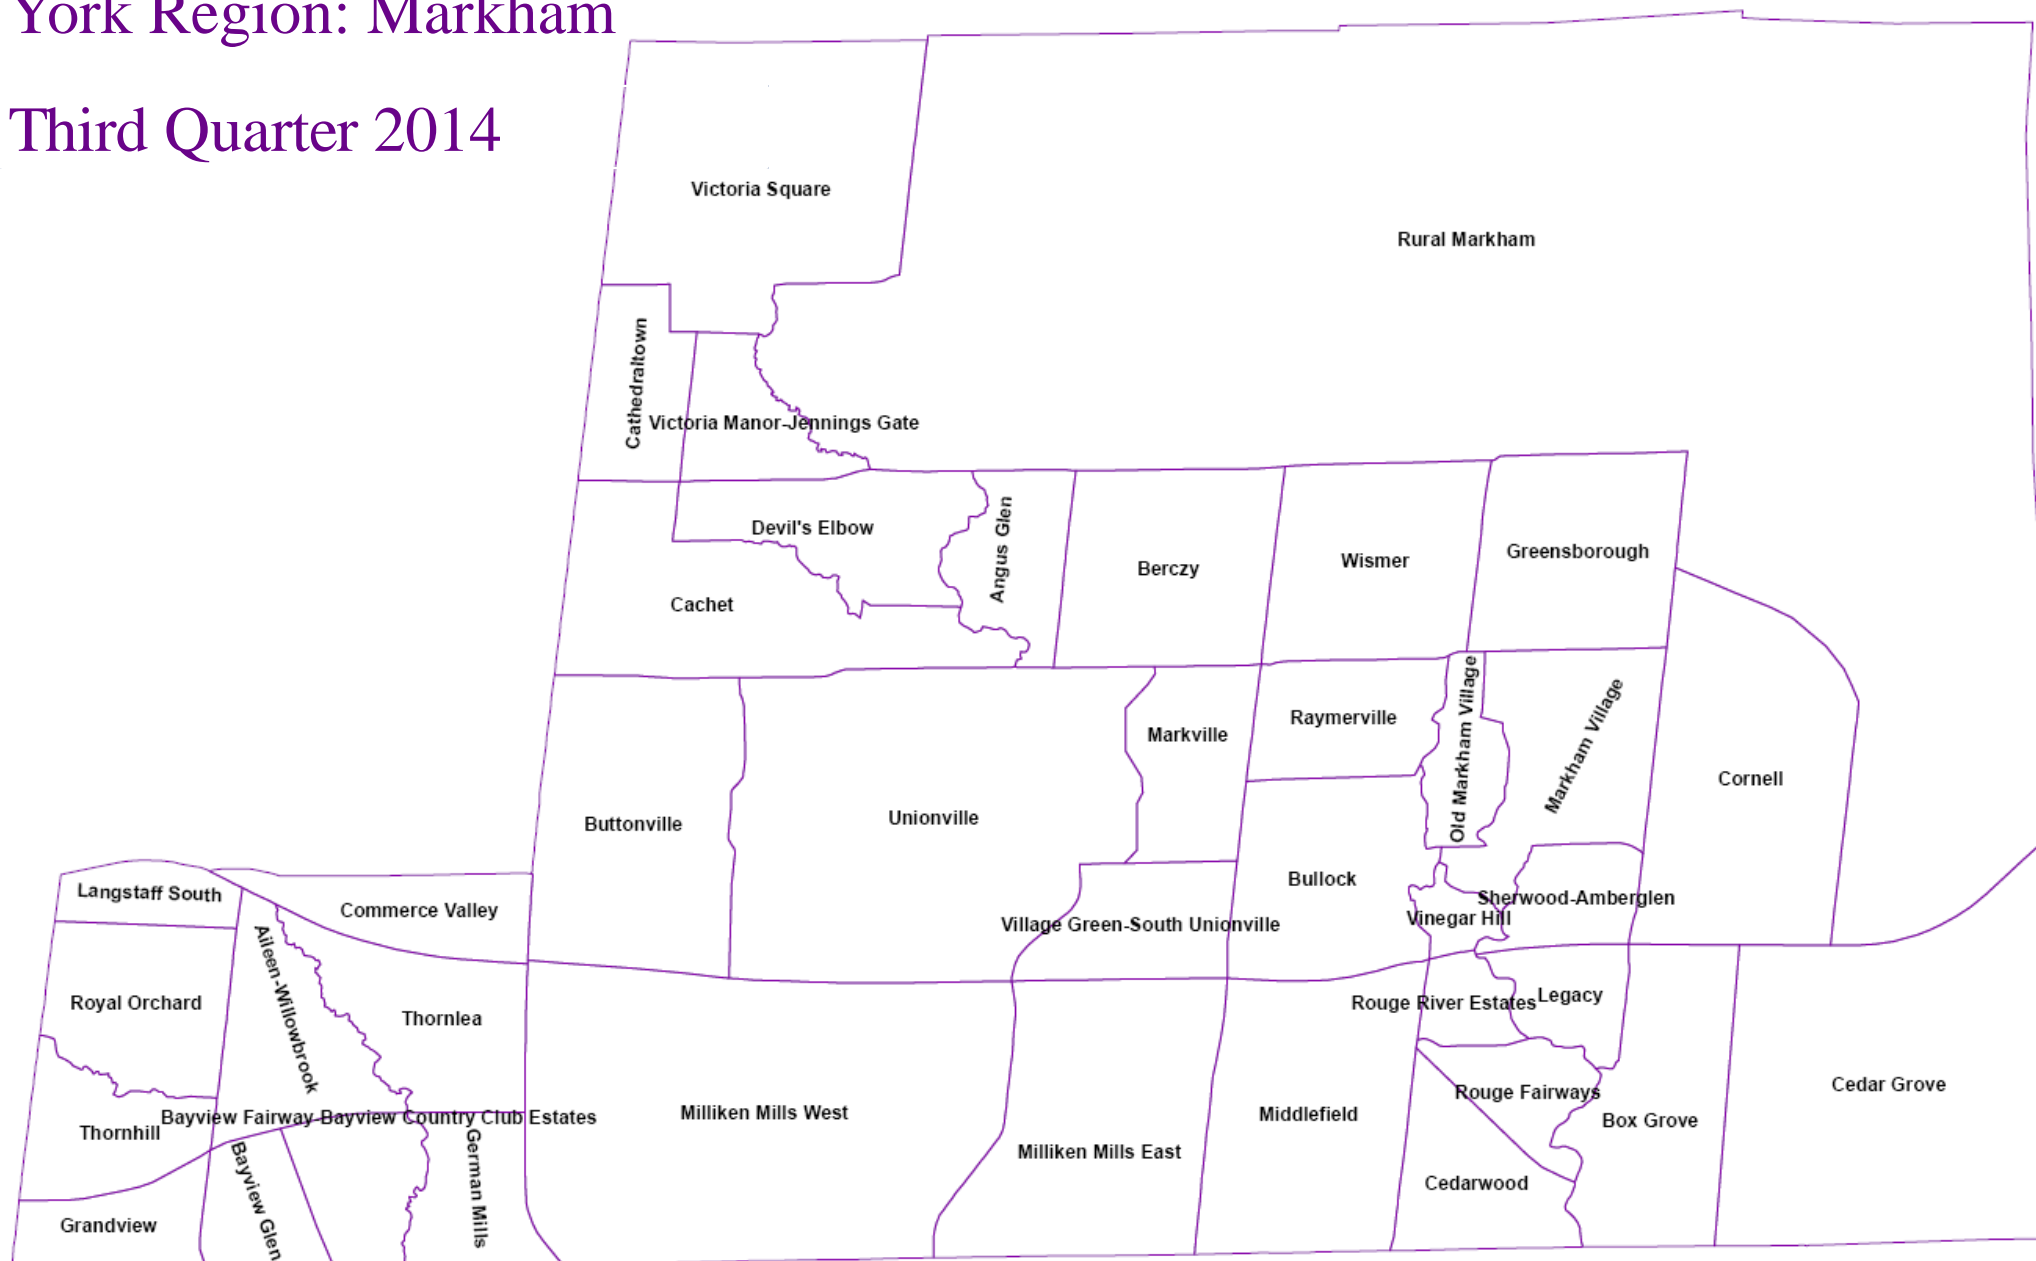 York Region: Markham
Third Quarter 2014
Victoria Square
Rural Markham
Cathedraltown
Victoria Manor-Jennings Gate
Devil's Elbow
Angus Glen
Berczy
Wismer
Greensborough
Cachet
Raymerville
Old Markham Village
Markham Village
Markville
Cornell
Buttonville
Unionville
Bullock
Langstaff South
Commerce Valley
Village Green-South Unionville
Sherwood-Amberglen
Vinegar Hill
Aileen-Willowbrook
Royal Orchard
Thornlea
Rouge River Estates
Legacy
Rouge Fairways
Cedar Grove
Thornhill
Bayview Fairway-Bayview Country Club Estates
Milliken Mills West
Middlefield
Box Grove
Milliken Mills East
German Mills
Bayview Glen
Cedarwood
Grandview